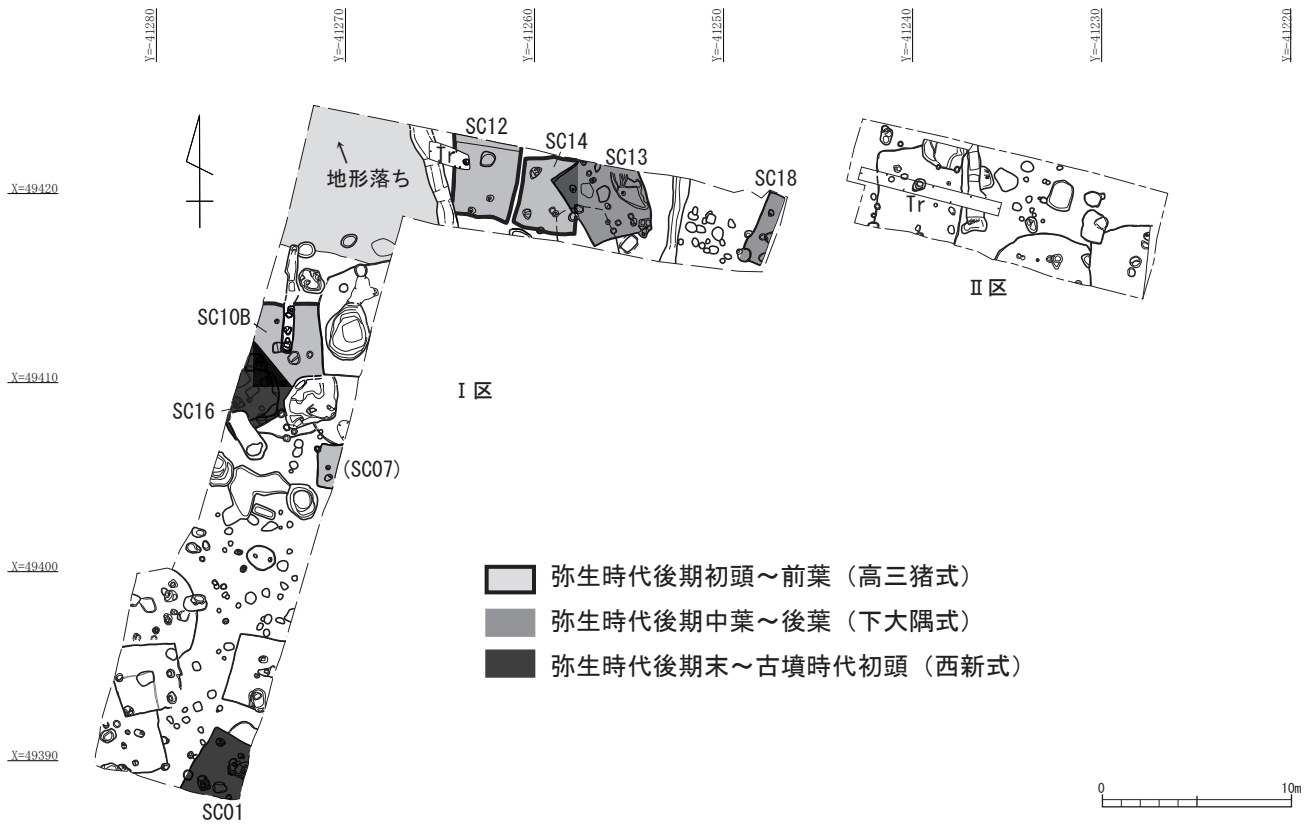 Y=-41280
Y=-41270
Y=-41260
Y=-41250
Y=-41240
Y=-41230
Y=-41220
SC12
SC14
SC13
SC18
Tr
地形落ち
X=49420
Tr
Ⅱ区
SC10B
X=49410
Ⅰ区
SC16
(SC07)
X=49400
弥生時代後期初頭～前葉（高三猪式）
弥生時代後期中葉～後葉（下大隅式）
弥生時代後期末～古墳時代初頭（西新式）
X=49390
0 10m
SC01